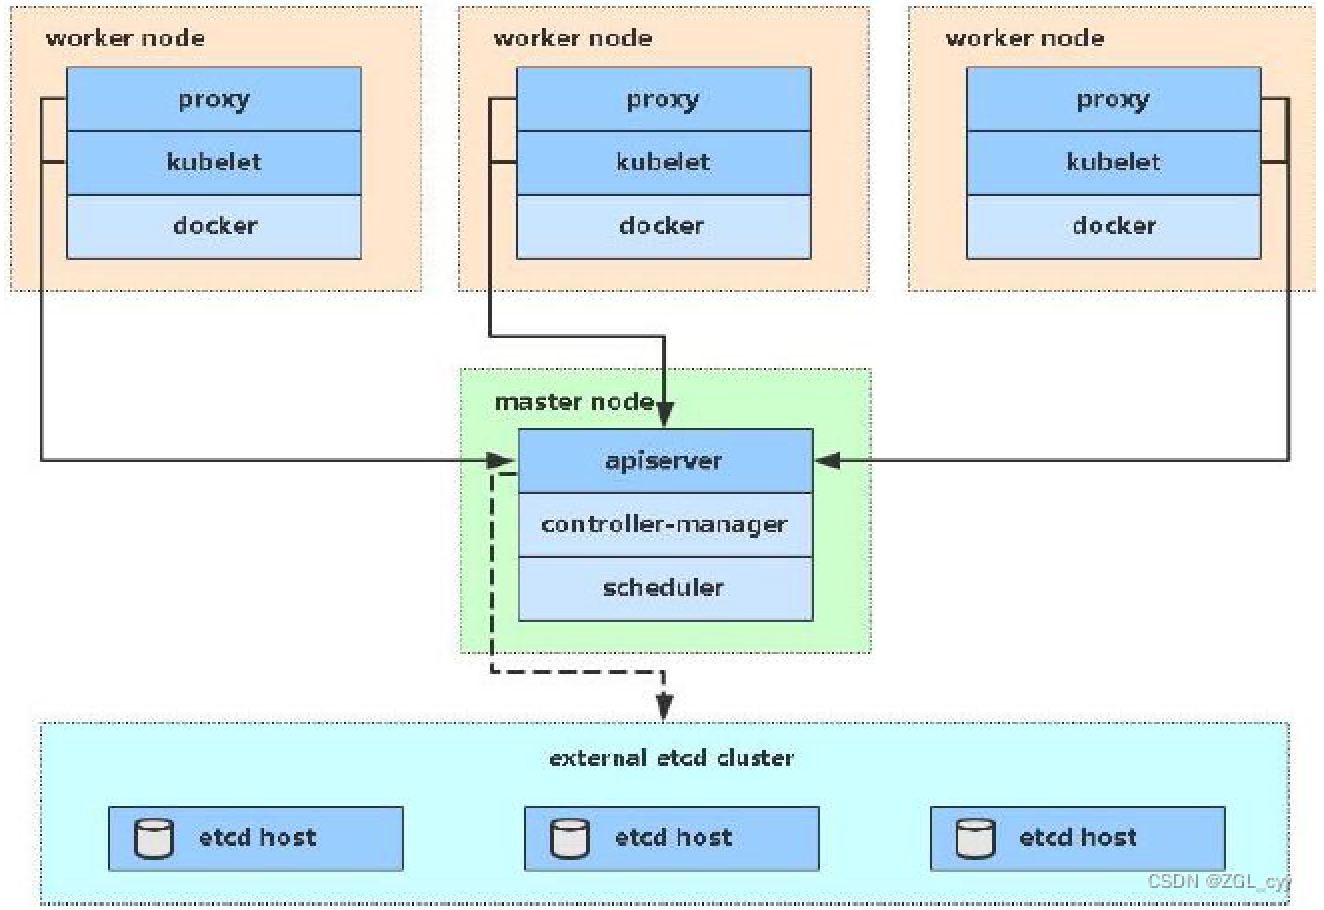 worker node
proxy
kubelet
docker
worker node
proxy
kubelet
docker
worker node
proxy
kubelet
docker
master node
apiserver
controller-manager
scheduler
external etcd cluster
etcd host
etcd host
etcd host
CSDN @ZGL_cyy